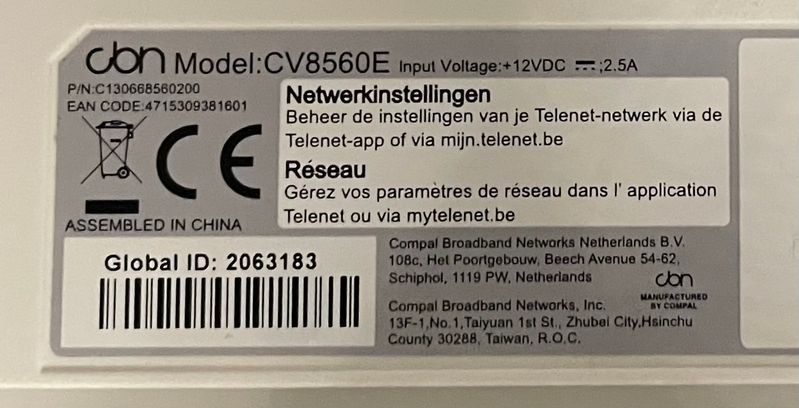 cbn Model:CV8560E Input Voltage:+12VDC ⎓;2.5A
P/N:C130668560200
EAN CODE:4715309381601
Netwerkinstellingen
Beheer de instellingen van je Telenet-netwerk via de
Telenet-app of via mijn.telenet.be
Réseau
Gérez vos paramètres de réseau dans l' application
Telenet ou via mytelenet.be
CE
ASSEMBLED IN CHINA
Global ID: 2063183
Compal Broadband Networks Netherlands B.V.
108c, Het Poortgebouw, Beech Avenue 54-62,
Schiphol, 1119 PW, Netherlands
cbn
MANUFACTURED
BY COMPAL
Compal Broadband Networks, Inc.
13F-1,No.1,Taiyuan 1st St., Zhubei City,Hsinchu
County 30288, Taiwan, R.O.C.